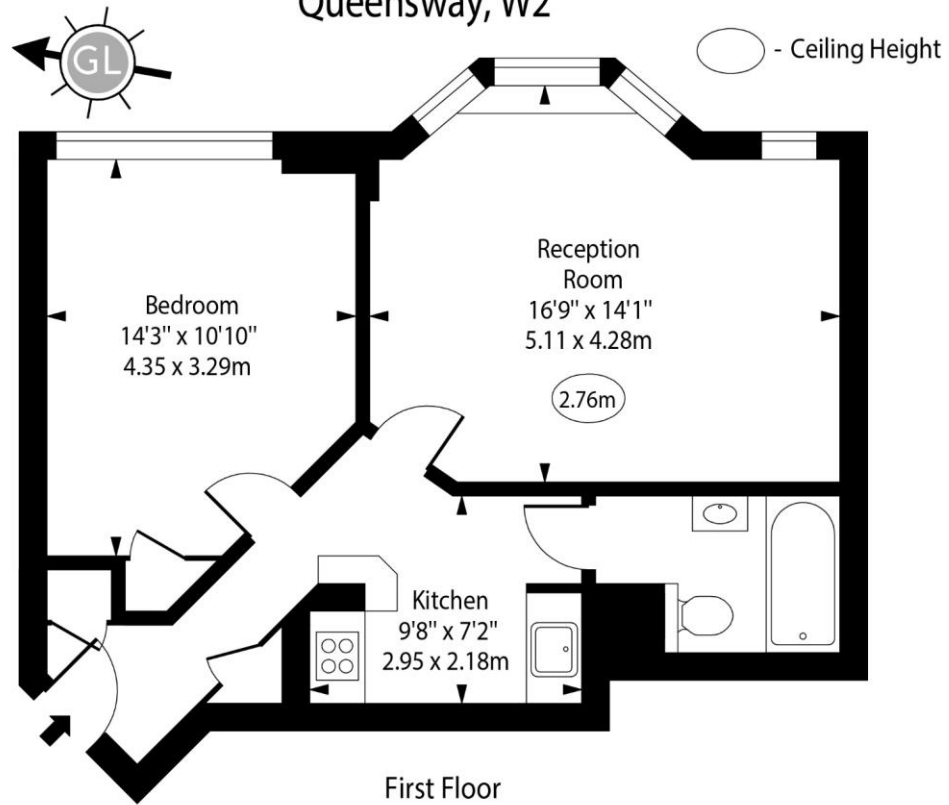 Queensway, W2
GL
- Ceiling Height
Bedroom
14'3" x 10'10"
4.35 x 3.29m
Reception
Room
16'9" x 14'1"
5.11 x 4.28m
2.76m
Kitchen
9'8" x 7'2"
2.95 x 2.18m
First Floor